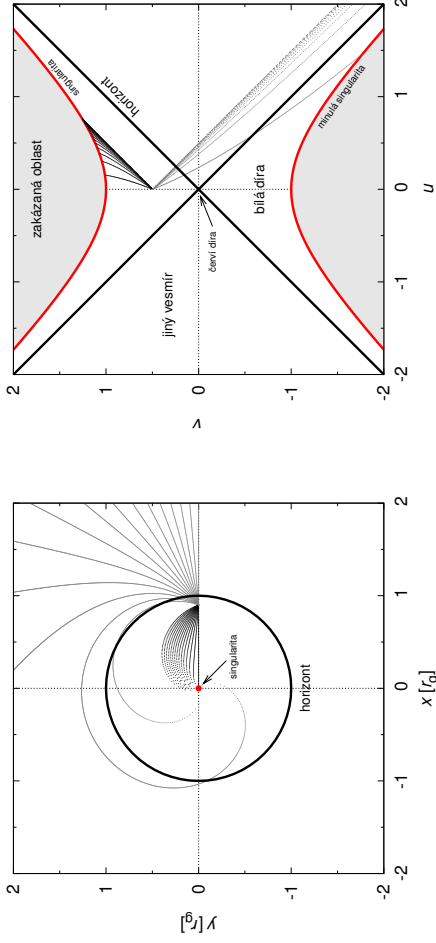 2
1
0
-1
-2
-2
-1
0
1
2
y [rg]
x [rg]
singularita
horizont
2
1
0
-1
-2
-2
-1
0
1
2
v
u
zakázaná oblast
singularita
horizont
jiný vesmír
červí díra
bílá díra
minulá singularita